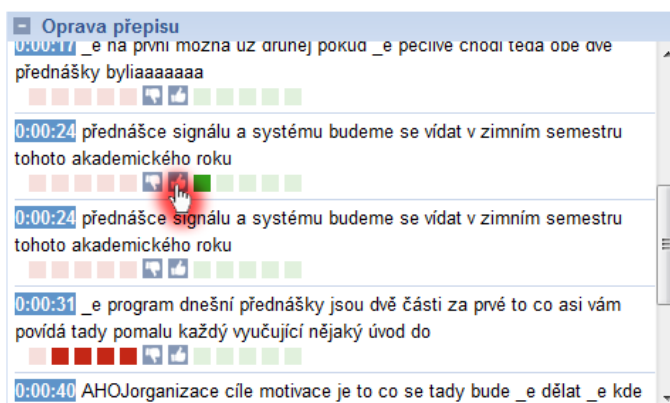 Oprava přepisu
0:00:17 _e na první možná už druhej pokud _e pečlivě chodí teda obě dvě
přednášky byliaaaaaaa
0:00:24 přednášce signálu a systému budeme se vídat v zimním semestru
tohoto akademického roku
0:00:24 přednášce signálu a systému budeme se vídat v zimním semestru
tohoto akademického roku
0:00:31 _e program dnešní přednášky jsou dvě části za prvé to co asi vám
povídá tady pomalu každý vyučující nějaký úvod do
0:00:40 AHOJorganizace cíle motivace je to co se tady bude _e dělat _e kde